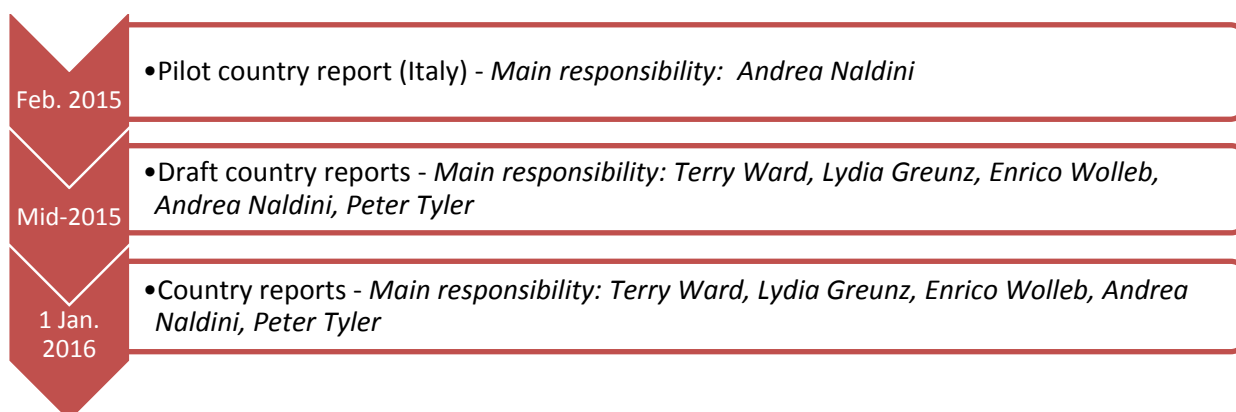 Feb. 2015
•Pilot country report (Italy) - Main responsibility: Andrea Naldini
Mid-2015
•Draft country reports - Main responsibility: Terry Ward, Lydia Greunz, Enrico Wolleb,
Andrea Naldini, Peter Tyler
1 Jan.
2016
•Country reports - Main responsibility: Terry Ward, Lydia Greunz, Enrico Wolleb, Andrea
Naldini, Peter Tyler